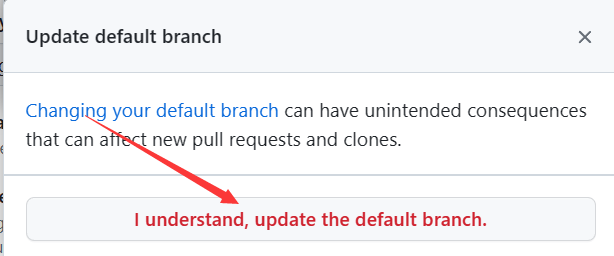 Update default branch
Changing your default branch can have unintended consequences
that can affect new pull requests and clones.
I understand, update the default branch.